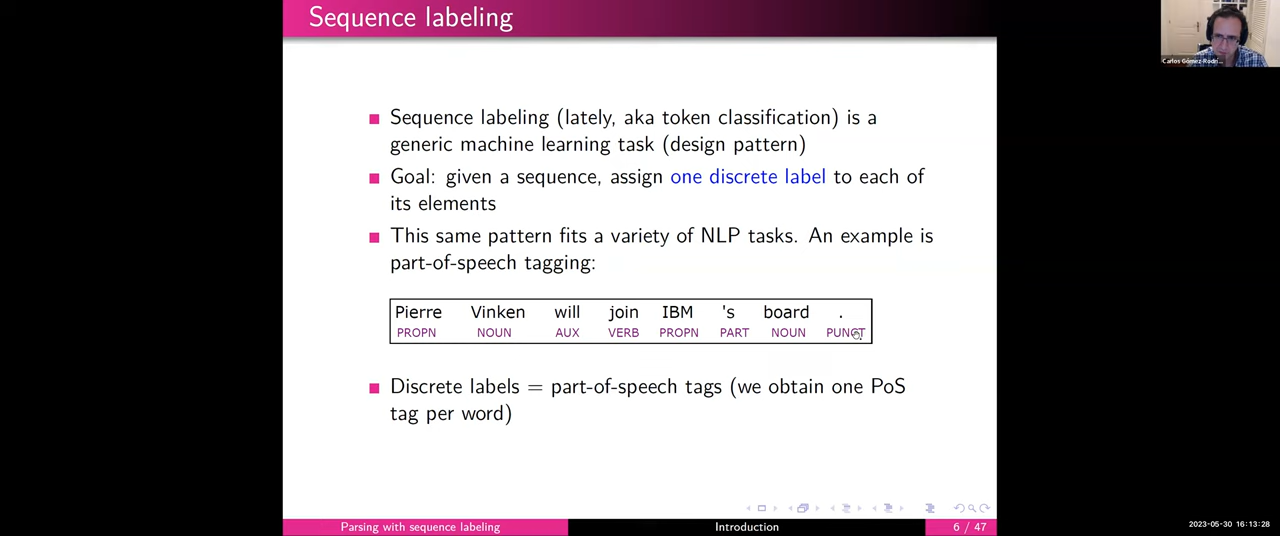 Sequence labeling
Carlos Gómez-Rodrí...
Sequence labeling (lately, aka token classification) is a
generic machine learning task (design pattern)
Goal: given a sequence, assign one discrete label to each of
its elements
This same pattern fits a variety of NLP tasks. An example is
part-of-speech tagging:
Pierre Vinken will join IBM 's board .
PROPN NOUN AUX VERB PROPN PART NOUN PUNCT
Discrete labels = part-of-speech tags (we obtain one PoS
tag per word)
Parsing with sequence labeling Introduction 6 / 47
2023-05-30 16:13:28